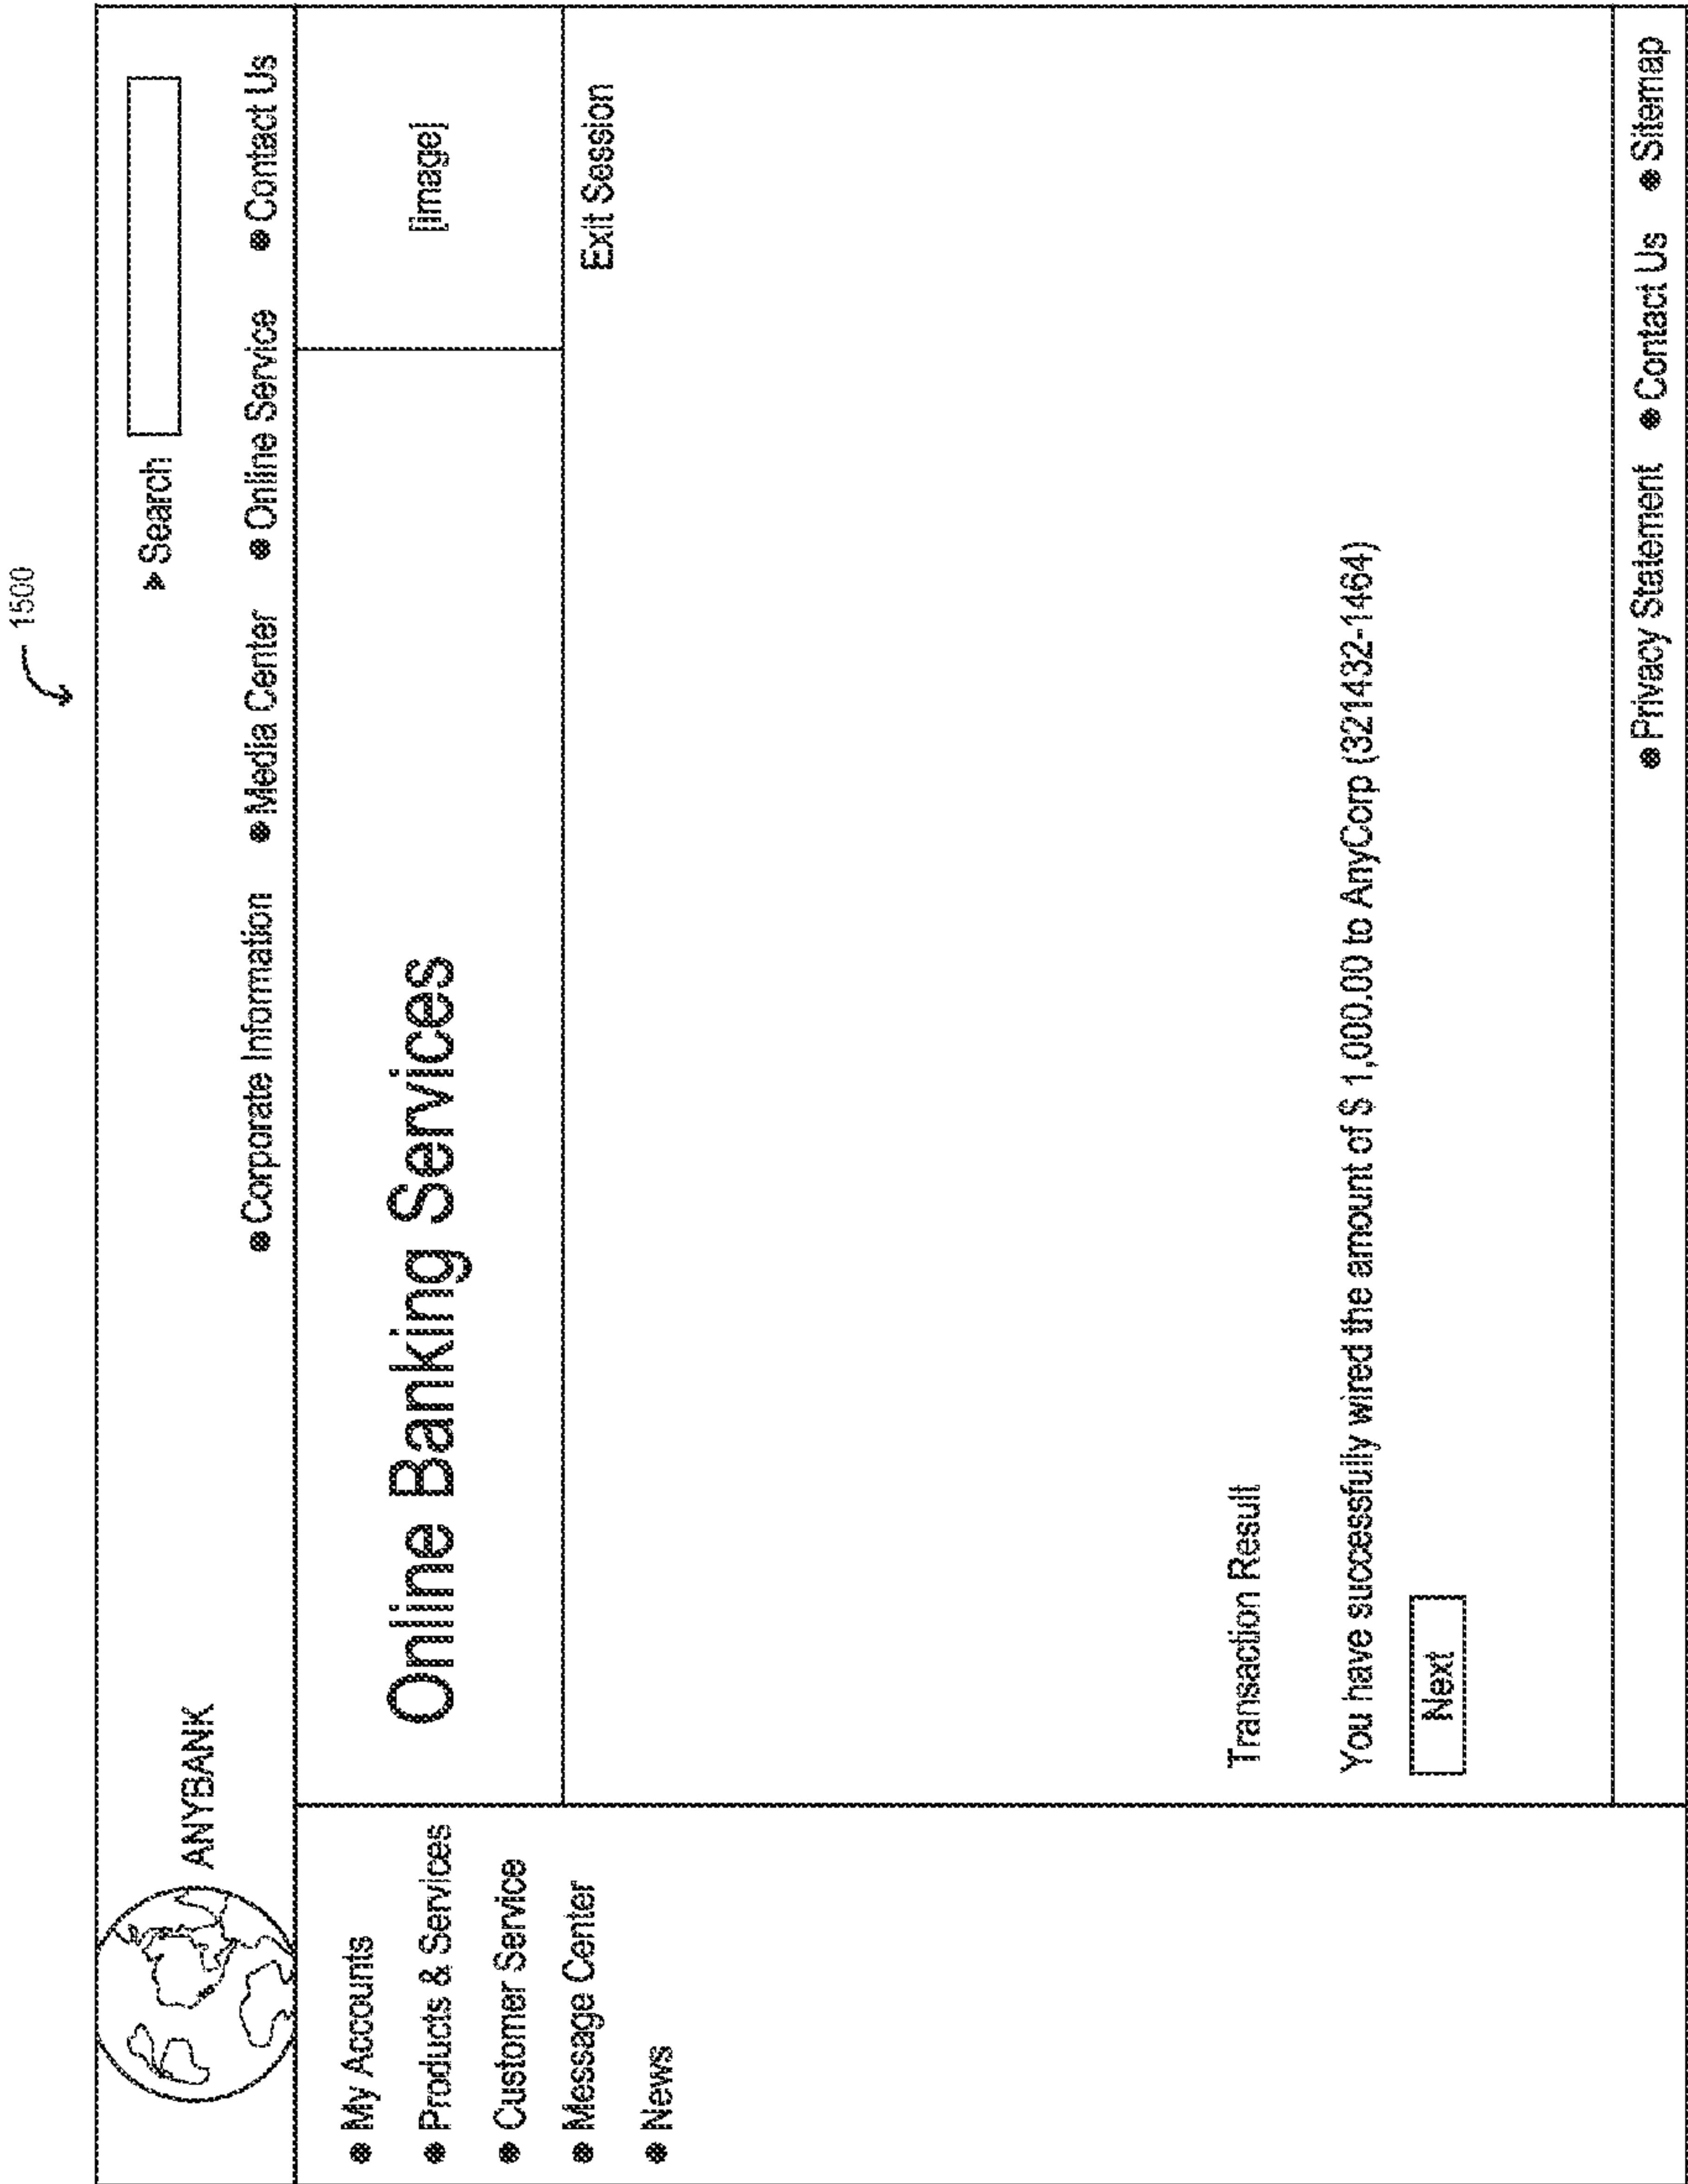 1500
ANYBANK
Search
Corporate Information Media Center Online Service Contact Us
My Accounts
Products & Services
Customer Service
Message Center
News
Online Banking Services
[image]
Exit Session
Transaction Result
You have successfully wired the amount of $ 1,000.00 to AnyCorp (321432-1464)
Next
Privacy Statement Contact Us Sitemap